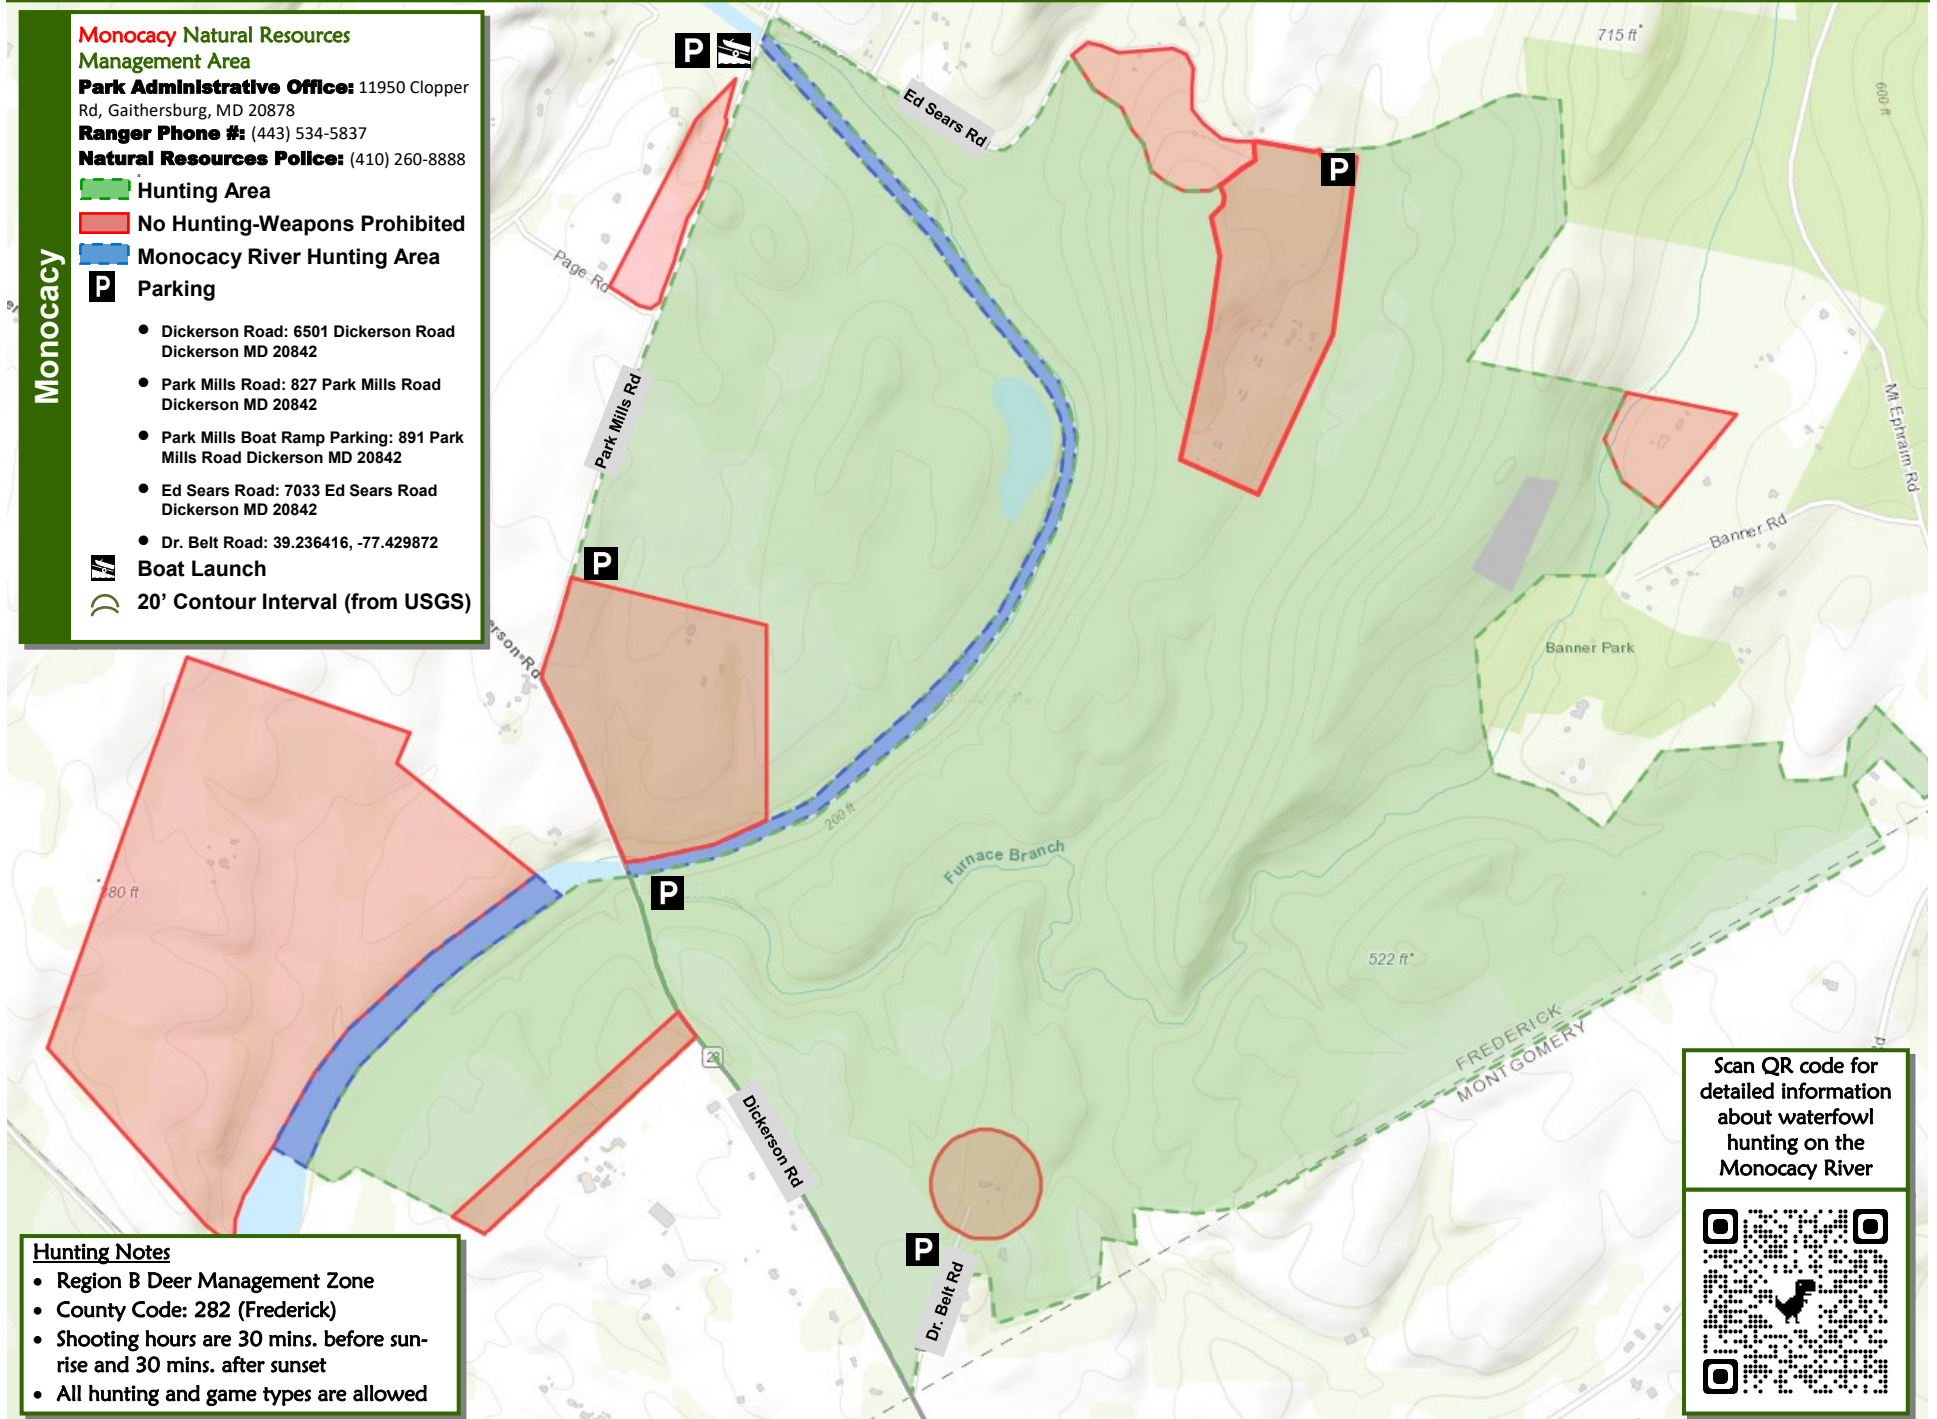 Monocacy
Monocacy Natural Resources
Management Area
Park Administrative Office: 11950 Clopper
Rd, Gaithersburg, MD 20878
Ranger Phone #: (443) 534-5837
Natural Resources Police: (410) 260-8888
Hunting Area
No Hunting-Weapons Prohibited
Monocacy River Hunting Area
P Parking
• Dickerson Road: 6501 Dickerson Road
Dickerson MD 20842
• Park Mills Road: 827 Park Mills Road
Dickerson MD 20842
• Park Mills Boat Ramp Parking: 891 Park
Mills Road Dickerson MD 20842
• Ed Sears Road: 7033 Ed Sears Road
Dickerson MD 20842
• Dr. Belt Road: 39.236416, -77.429872
Boat Launch
20’ Contour Interval (from USGS)
P
715 ft
600 ft
Ed Sears Rd
P
Page Rd
Park Mills Rd
Mt Ephraim Rd
Banner Rd
P
erson Rd
Banner Park
200 ft
Furnace Branch
P
380 ft
522 ft
28
FREDERICK
MONTGOMERY
Dickerson Rd
P
Dr. Belt Rd
Hunting Notes
• Region B Deer Management Zone
• County Code: 282 (Frederick)
• Shooting hours are 30 mins. before sun-
rise and 30 mins. after sunset
• All hunting and game types are allowed
Scan QR code for
detailed information
about waterfowl
hunting on the
Monocacy River